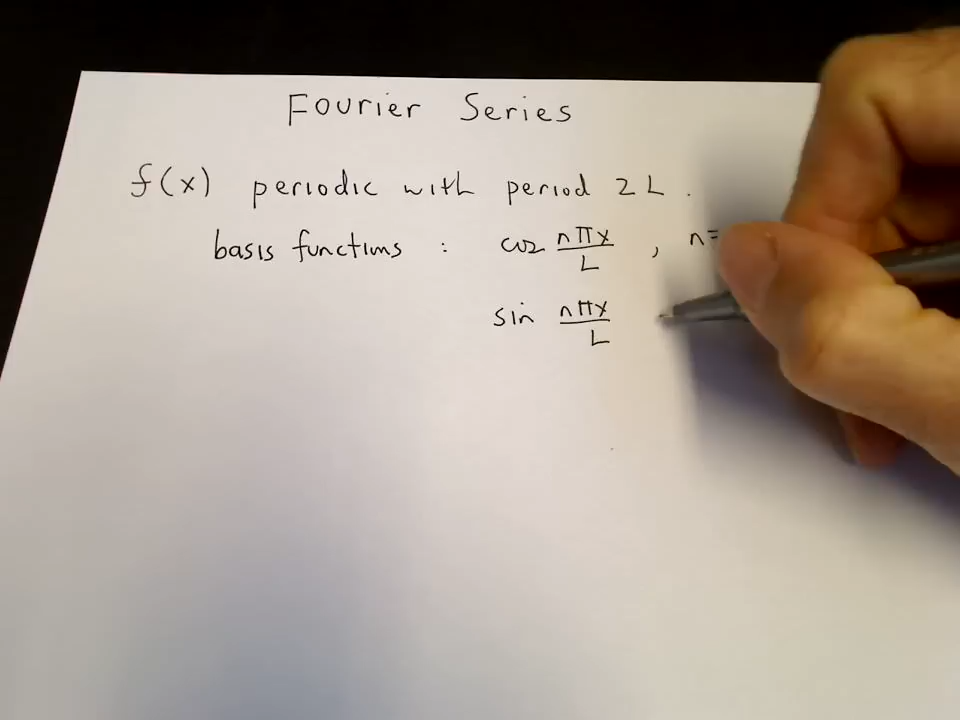 Fourier Series
f(x) periodic with period 2L.
basis functions : cos nπx/L , n=
sin nπx/L